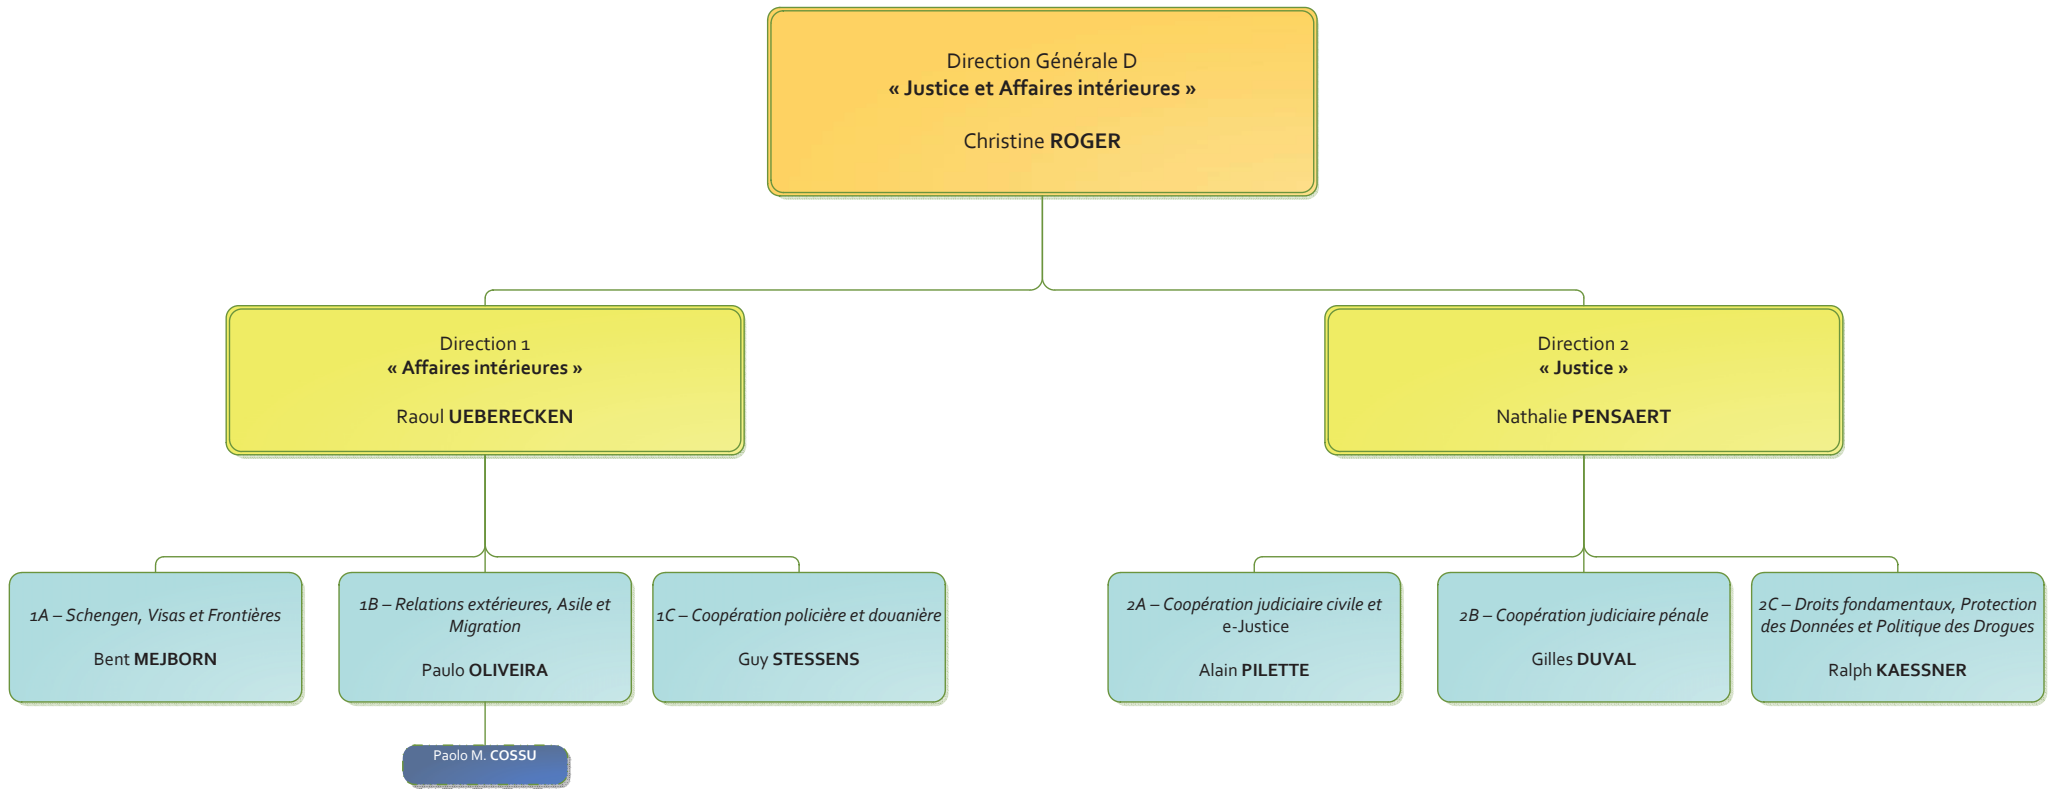 Direction Générale D
« Justice et Affaires intérieures »
Christine ROGER
Direction 1
« Affaires intérieures »
Raoul UEBERECKEN
Direction 2
« Justice »
Nathalie PENSAERT
1A – Schengen, Visas et Frontières
Bent MEJBORN
1B – Relations extérieures, Asile et
Migration
Paulo OLIVEIRA
1C – Coopération policière et douanière
Guy STESSENS
2A – Coopération judiciaire civile et
e-Justice
Alain PILETTE
2B – Coopération judiciaire pénale
Gilles DUVAL
2C – Droits fondamentaux, Protection
des Données et Politique des Drogues
Ralph KAESSNER
Paolo M. COSSU